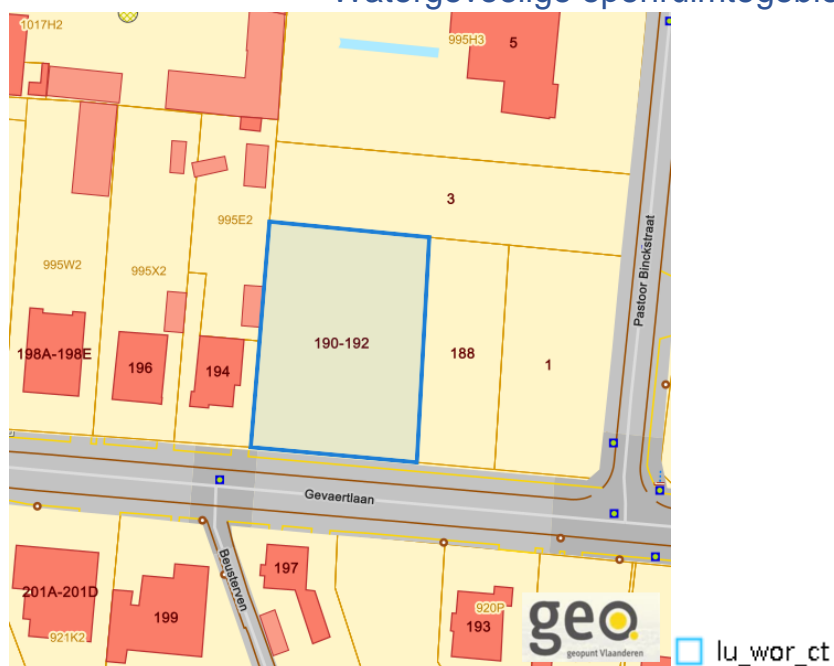 Watergevoelige openruimtegebie
1017H2
995H3
5
3
995E2
995W2
995X2
Pastoor Binckstraat
190-192
198A-198E
196
194
188
1
Gevaertlaan
Beusterven
197
201A-201D
199
921K2
920P
193
geo.
geopunt Vlaanderen
lu_wor_ct